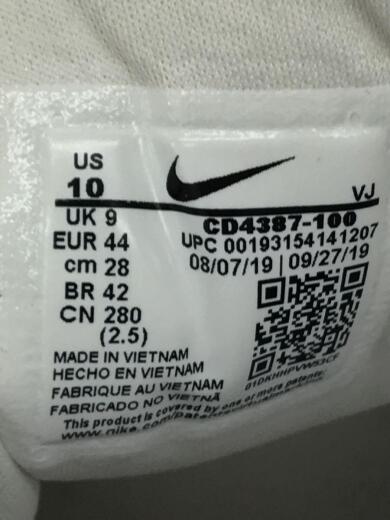 US
10
VJ
UK 9
CD4387-100
EUR 44
UPC 00193154141207
cm 28
08/07/19 | 09/27/19
BR 42
CN 280
(2.5)
MADE IN VIETNAM
HECHO EN VIETNAM
FABRIQUE AU VIETNAM
FABRICADO NO VIETNÃ
This product is covered by one or more patents: